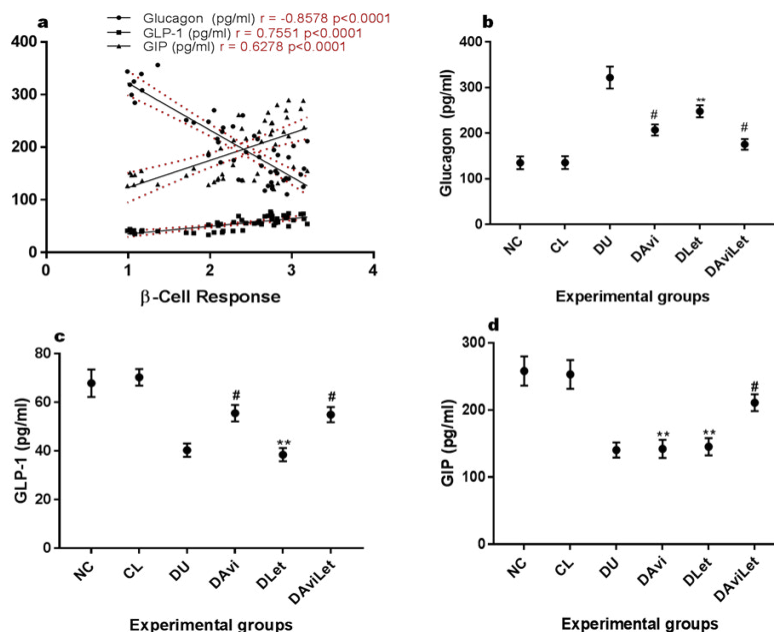 a
Glucagon (pg/ml) r = -0.8578 p<0.0001
GLP-1 (pg/ml) r = 0.7551 p<0.0001
GIP (pg/ml) r = 0.6278 p<0.0001
400
300
200
100
0
0 1 2 3 4
β-Cell Response
b
Glucagon (pg/ml)
400
300
200
100
0
# ** #
NC CL DU DAvi DLet DAviLet
Experimental groups
c
GLP-1 (pg/ml)
80
60
40
20
0
# ** #
NC CL DU DAvi DLet DAviLet
Experimental groups
d
GIP (pg/ml)
300
200
100
0
** ** #
NC CL DU DAvi DLet DAviLet
Experimental groups